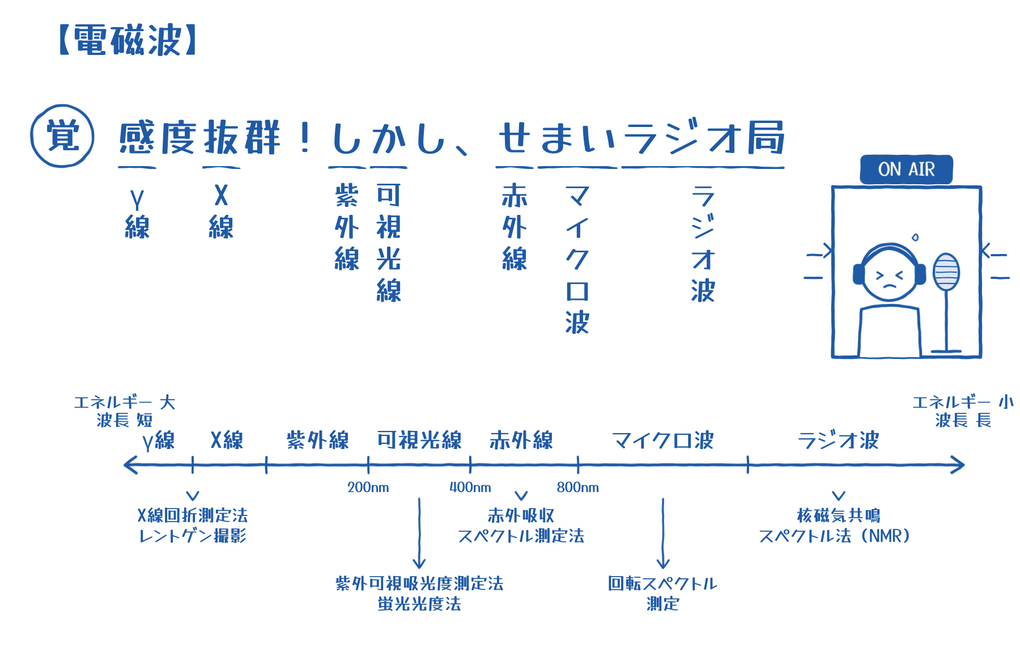 【電磁波】
覚 感度抜群！しかし、せまいラジオ局
γ線
X線
紫外線
可視光線
赤外線
マイクロ波
ラジオ波
ON AIR
エネルギー 大
波長 短
エネルギー 小
波長 長
γ線 X線 紫外線 可視光線 赤外線 マイクロ波 ラジオ波
200nm 400nm 800nm
X線回折測定法
レントゲン撮影
赤外吸収
スペクトル測定法
核磁気共鳴
スペクトル法（NMR）
紫外可視吸光度測定法
蛍光光度法
回転スペクトル
測定